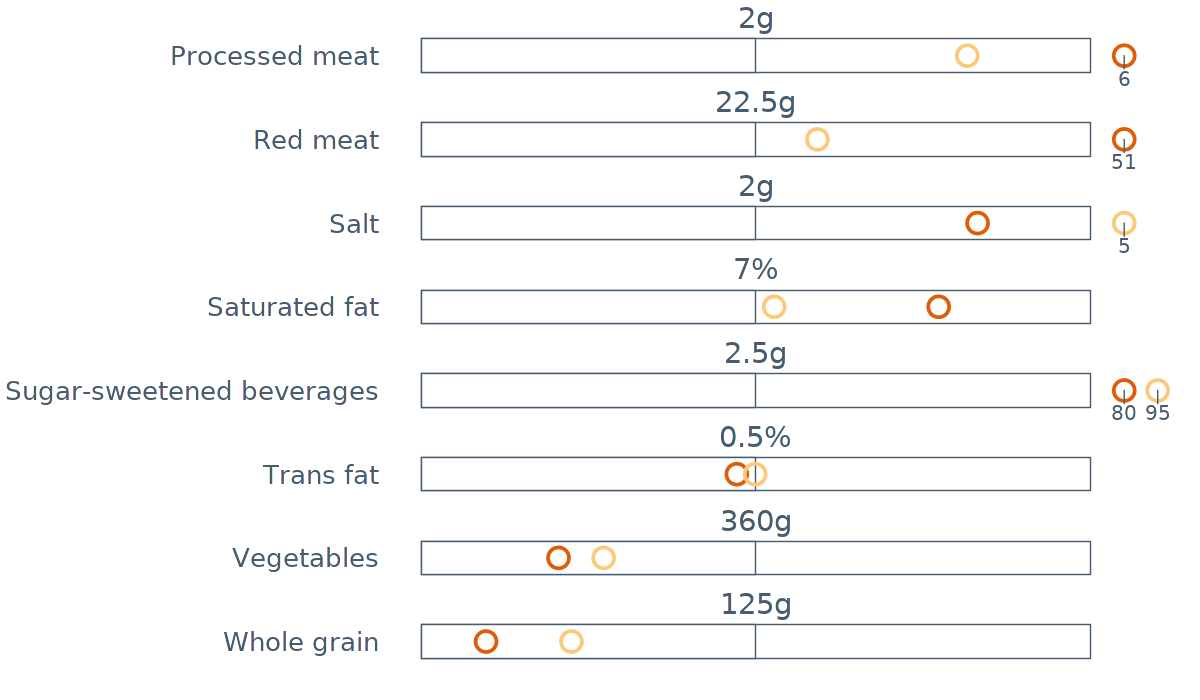 2g
Processed meat
6
22.5g
Red meat
51
2g
Salt
5
7%
Saturated fat
2.5g
Sugar-sweetened beverages
80 95
0.5%
Trans fat
360g
Vegetables
125g
Whole grain